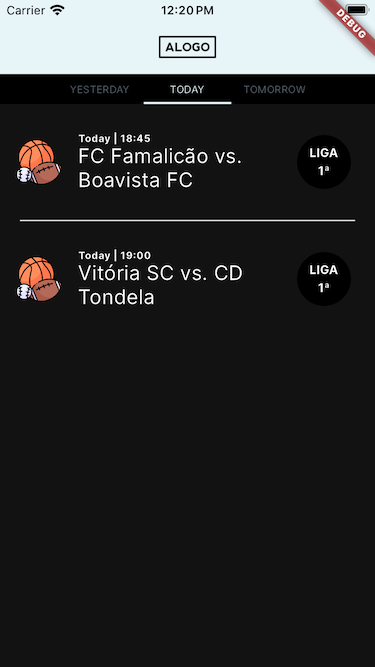 Carrier 12:20 PM
DEBUG
ALOGO
YESTERDAY TODAY TOMORROW
Today | 18:45
FC Famalicão vs.
Boavista FC
LIGA
1ª
Today | 19:00
Vitória SC vs. CD
Tondela
LIGA
1ª